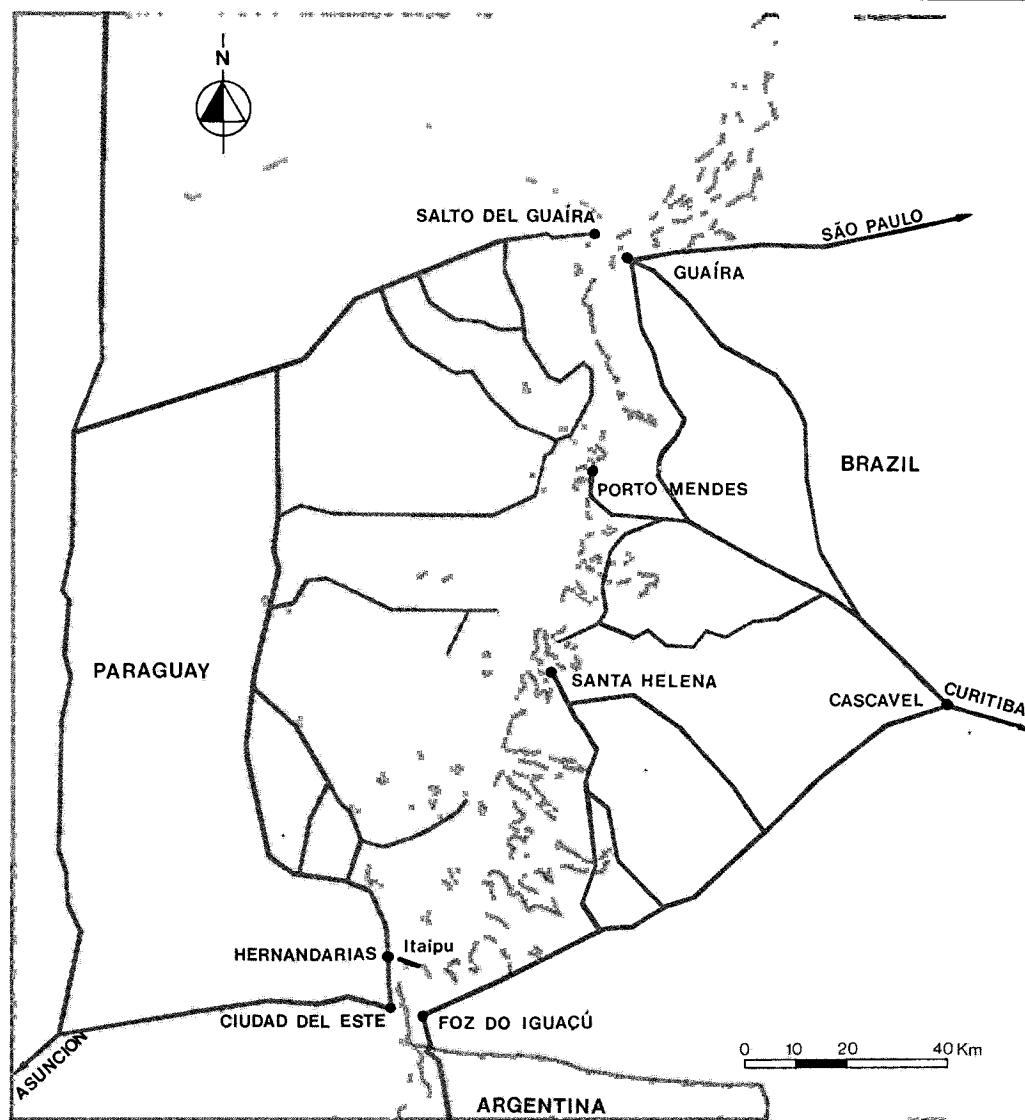 N
SALTO DEL GUAÍRA
SÃO PAULO
GUAÍRA
BRAZIL
PORTO MENDES
PARAGUAY
SANTA HELENA
CASCAVEL
CURITIBA
HERNANDARIAS
Itaipu
CIUDAD DEL ESTE
FOZ DO IGUAÇÚ
ASUNCION
0 10 20 40 Km
ARGENTINA